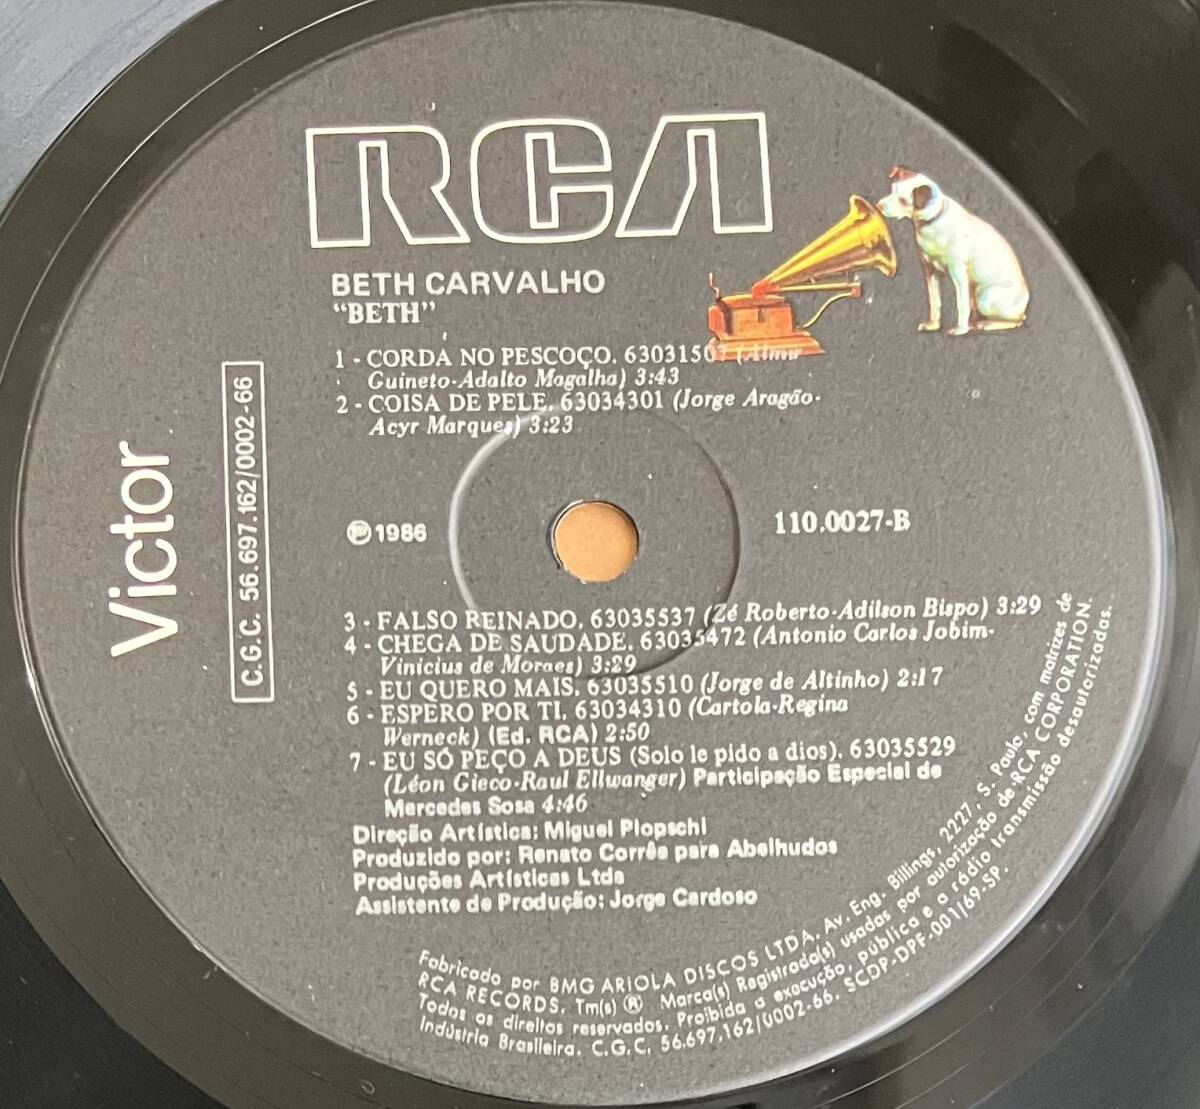 RCA
BETH CARVALHO
“BETH”
1 - CORDA NO PESCOÇO. 63031507 (Almir
Guineto-Adalto Magalha) 3:43
2 - COISA DE PELE. 63034301 (Jorge Aragão-
Acyr Marques) 3:23
Victor
C.G.C. 56.697.162/0002-66
℗ 1986
110.0027-B
3 - FALSO REINADO. 63035537 (Zé Roberto-Adilson Bispo) 3:29
4 - CHEGA DE SAUDADE. 63035472 (Antonio Carlos Jobim-
Vinicius de Moraes) 3:29
5 - EU QUERO MAIS. 63035510 (Jorge de Altinho) 2:17
6 - ESPERO POR TI. 63034310 (Cartola-Regina
Werneck) (Ed. RCA) 2:50
7 - EU SÓ PEÇO A DEUS (Solo le pido a dios). 63035529
(Léon Gieco-Raul Ellwanger) Participação Especial de
Mercedes Sosa 4:46
Direção Artística: Miguel Plopschi
Produzido por: Renato Corrêa para Abelhudos
Produções Artísticas Ltda
Assistente de Produção: Jorge Cardoso
Fabricado por BMG ARIOLA DISCOS LTDA. Av. Eng. Billings, 2227, S. Paulo, com matrizes de
RCA RECORDS. Tm(s) ® Marca(s) Registrada(s) usadas por autorização de RCA CORPORATION.
Todos os direitos reservados. Proibida a execução, pública e a rádio transmissão desautorizadas.
Indústria Brasileira. C.G.C. 56.697.162/0002-66. SCDP-DPF-001/69-SP.